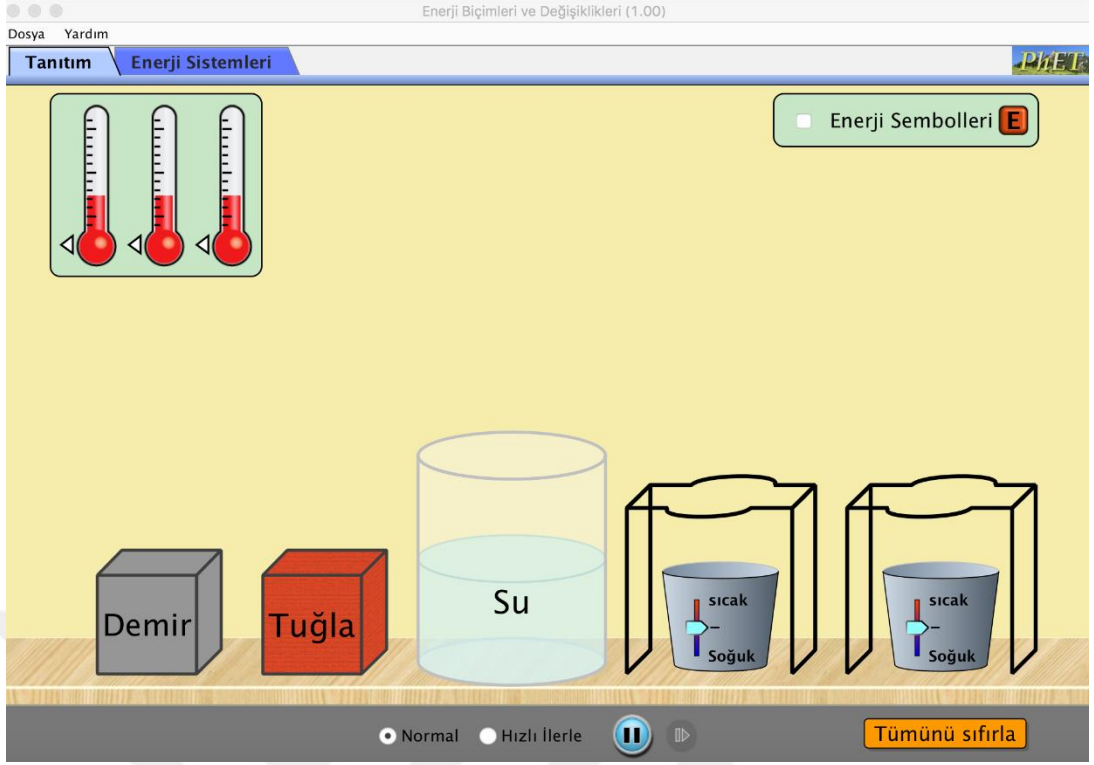 Enerji Biçimleri ve Değişiklikleri (1.00)
Dosya Yardım
Tanıtım Enerji Sistemleri
PhET
Enerji Sembolleri E
Demir
Tuğla
Su
sıcak
Soğuk
sıcak
Soğuk
Normal Hızlı İlerle
Tümünü sıfırla